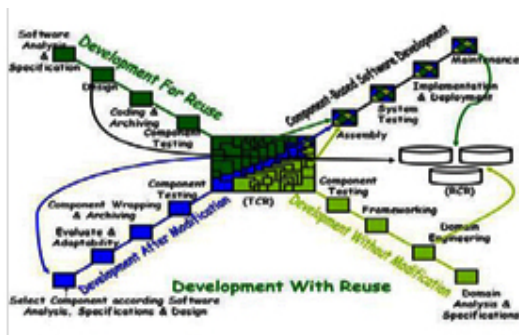 Software
Analysis
&
Specification
Design
Coding &
Archiving
Component
Testing
Development For Reuse
Component-Based Software Development
Maintenance
Implementation
& Deployment
System
Testing
Assembly
(TCR)
(RCR)
Component
Testing
Component Wrapping
& Archiving
Evaluate &
Adaptability
Select Component according Software
Analysis, Specifications & Design
Development After Modification
Component
Testing
Frameworking
Domain
Engineering
Domain
Analysis &
Specifications
Development Without Modification
Development With Reuse